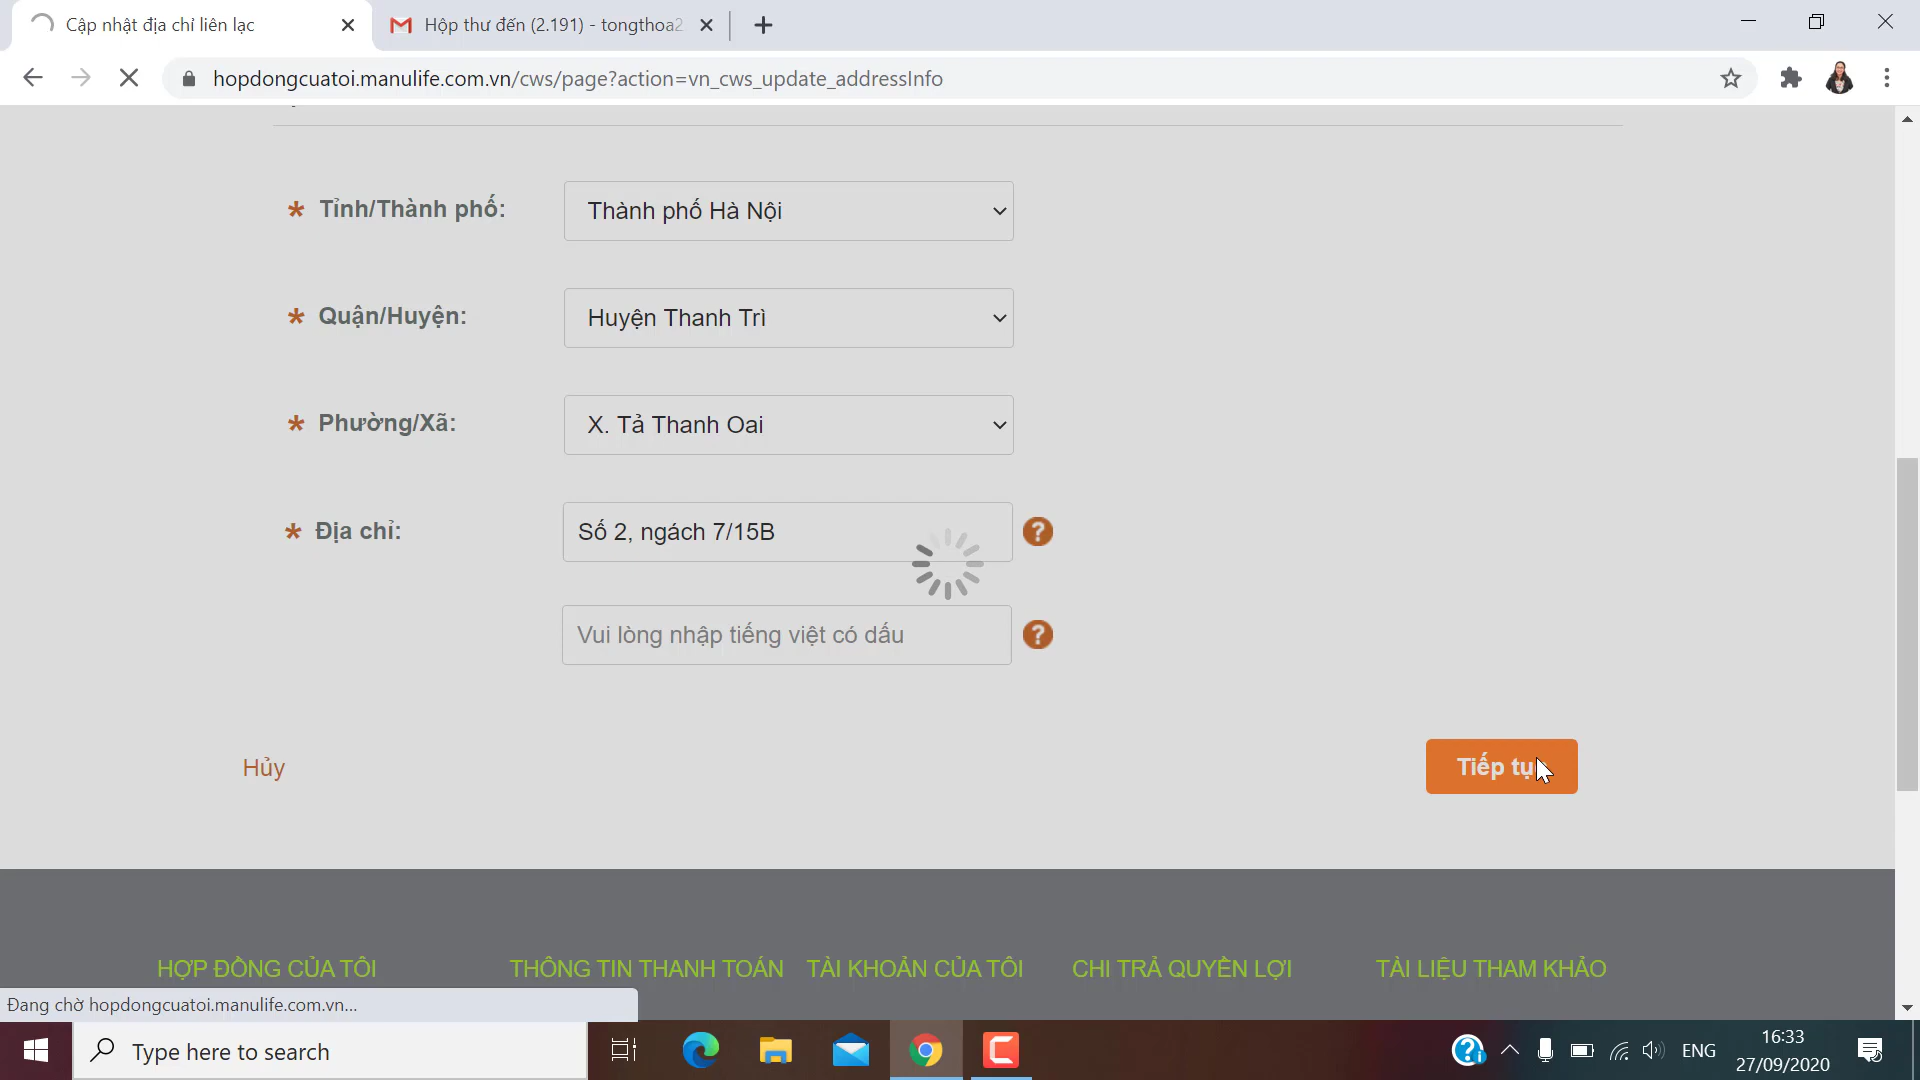 Cập nhật địa chỉ liên lạc
Hộp thư đến (2.191) - tongthoa2
hopdongcuatoi.manulife.com.vn/cws/page?action=vn_cws_update_addressInfo
* Tỉnh/Thành phố:
Thành phố Hà Nội
* Quận/Huyện:
Huyện Thanh Trì
* Phường/Xã:
X. Tả Thanh Oai
* Địa chỉ:
Số 2, ngách 7/15B
?
Vui lòng nhập tiếng việt có dấu
?
Hủy
Tiếp tục
HỢP ĐỒNG CỦA TÔI
THÔNG TIN THANH TOÁN
TÀI KHOẢN CỦA TÔI
CHI TRẢ QUYỀN LỢI
TÀI LIỆU THAM KHẢO
Đang chờ hopdongcuatoi.manulife.com.vn...
Type here to search
ENG
16:33
27/09/2020